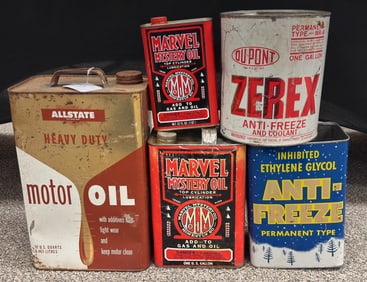 ALLSTATE
HEAVY DUTY
motor OIL
with additives
fight wear
and
keep motor clean
U.S. QUARTS
MARVEL
MYSTERY OIL
TOP CYLINDER
LUBRICATION
MM
ADD TO
GAS AND OIL
DU PONT
PERMANENT
TYPE
ONE GALLON
ZEREX
ANTI-FREEZE
AND COOLANT
MARVEL
MYSTERY OIL
TOP CYLINDER
LUBRICATION
MM
ADD TO
GAS AND OIL
ONE U.S. GALLON
INHIBITED
ETHYLENE GLYCOL
ANTI-
FREEZE
PERMANENT TYPE